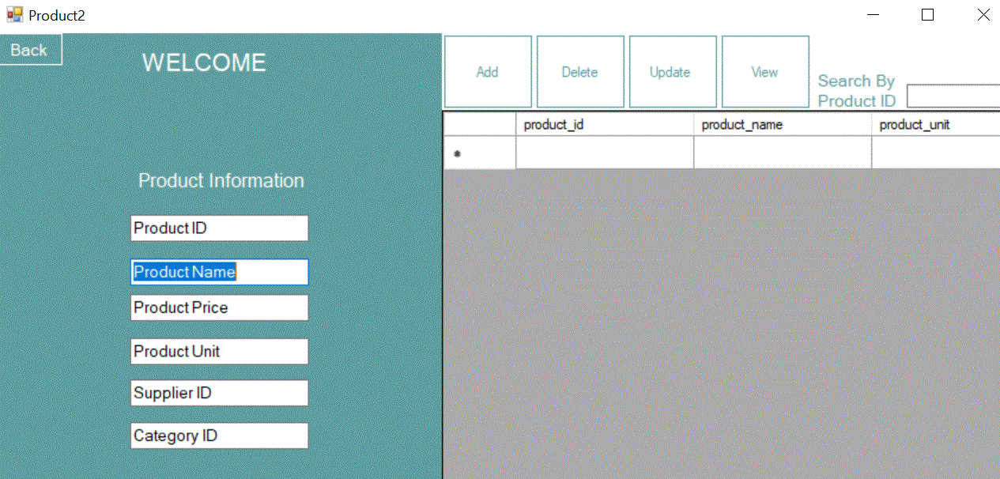 Product2
Back
WELCOME
Product Information
Product ID
Product Name
Product Price
Product Unit
Supplier ID
Category ID
Add
Delete
Update
View
Search By
Product ID
product_id
product_name
product_unit